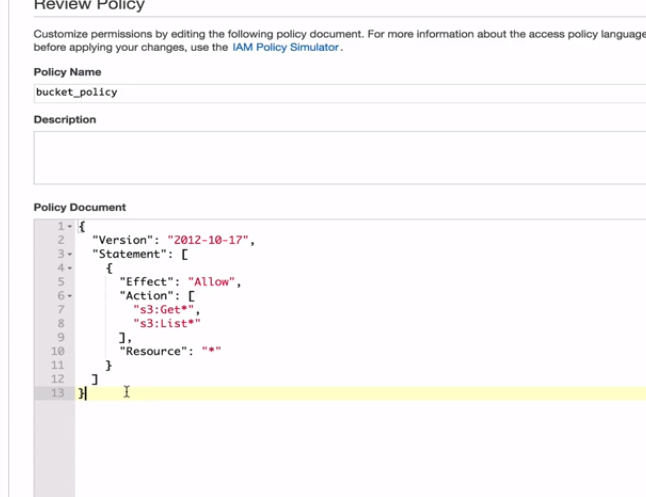 Review Policy
Customize permissions by editing the following policy document. For more information about the access policy language
before applying your changes, use the IAM Policy Simulator.
Policy Name
bucket_policy
Description
Policy Document
1 {
2 "Version": "2012-10-17",
3 "Statement": [
4 {
5 "Effect": "Allow",
6 "Action": [
7 "s3:Get*",
8 "s3:List*"
9 ],
10 "Resource": "*"
11 }
12 ]
13 }